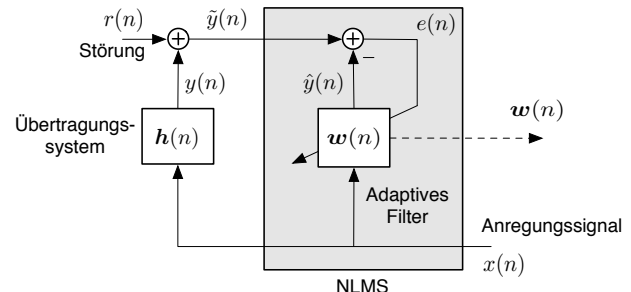 r(n)
ỹ(n)
e(n)
Störung
y(n)
ŷ(n)
Übertragungs-
system
h(n)
w(n)
w(n)
Adaptives
Filter
Anregungssignal
x(n)
NLMS